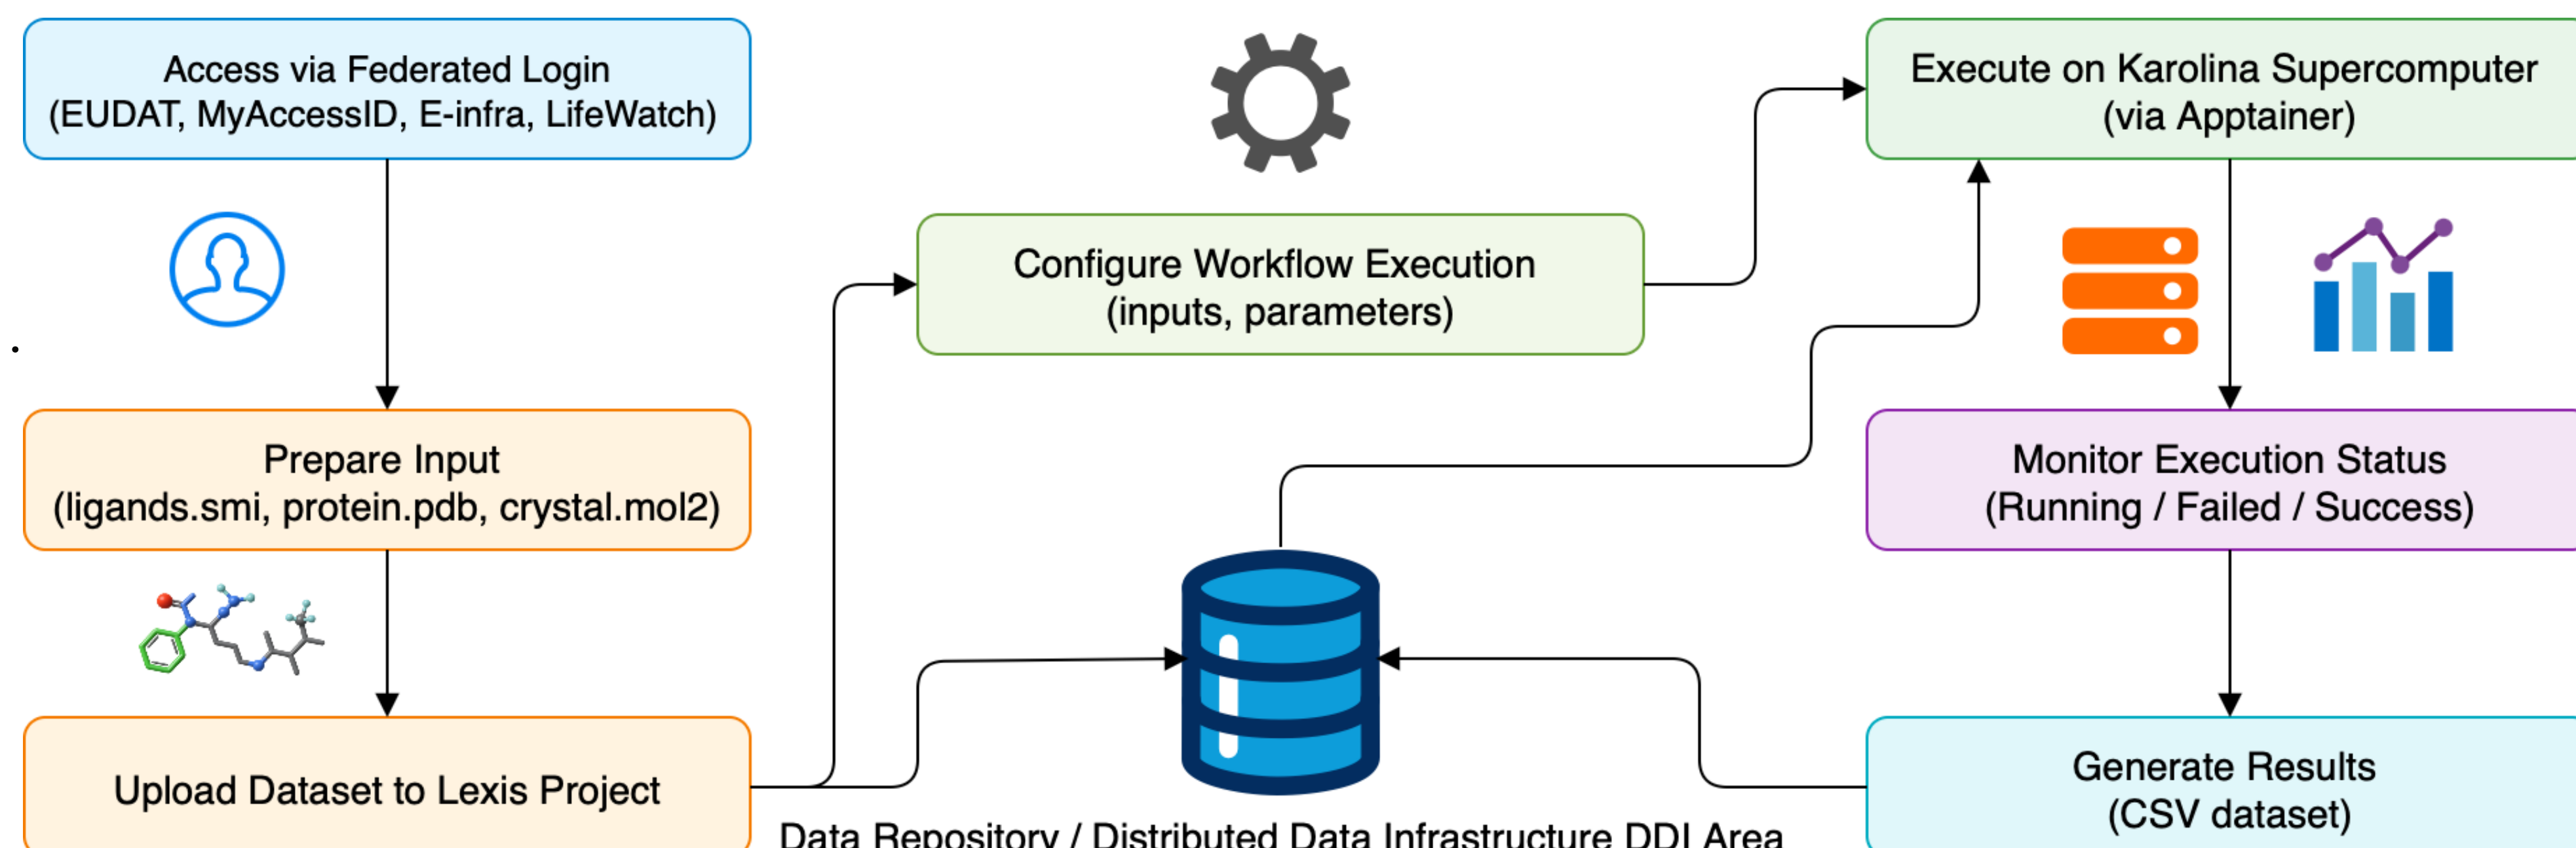 Access via Federated Login
(EUDAT, MyAccessID, E-infra, LifeWatch)
Prepare Input
(ligands.smi, protein.pdb, crystal.mol2)
Upload Dataset to Lexis Project
Configure Workflow Execution
(inputs, parameters)
Data Repository / Distributed Data Infrastructure DDI Area
Execute on Karolina Supercomputer
(via Apptainer)
Monitor Execution Status
(Running / Failed / Success)
Generate Results
(CSV dataset)